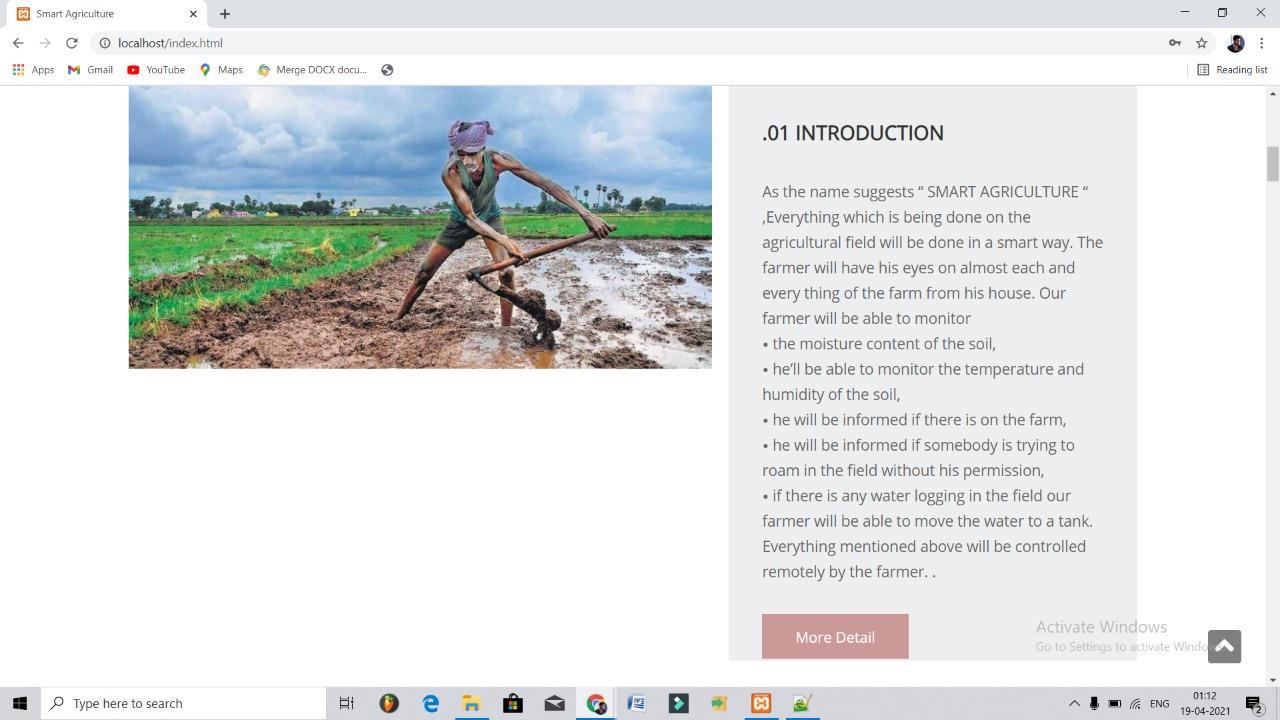 Smart Agriculture
localhost/index.html
Apps
Gmail
YouTube
Maps
Merge DOCX docu...
Reading list
.01 INTRODUCTION
As the name suggests “ SMART AGRICULTURE “
,Everything which is being done on the
agricultural field will be done in a smart way. The
farmer will have his eyes on almost each and
every thing of the farm from his house. Our
farmer will be able to monitor
• the moisture content of the soil,
• he’ll be able to monitor the temperature and
humidity of the soil,
• he will be informed if there is on the farm,
• he will be informed if somebody is trying to
roam in the field without his permission,
• if there is any water logging in the field our
farmer will be able to move the water to a tank.
Everything mentioned above will be controlled
remotely by the farmer. .
More Detail
Activate Windows
Go to Settings to activate Windo
Type here to search
ENG
01:12
19-04-2021
2